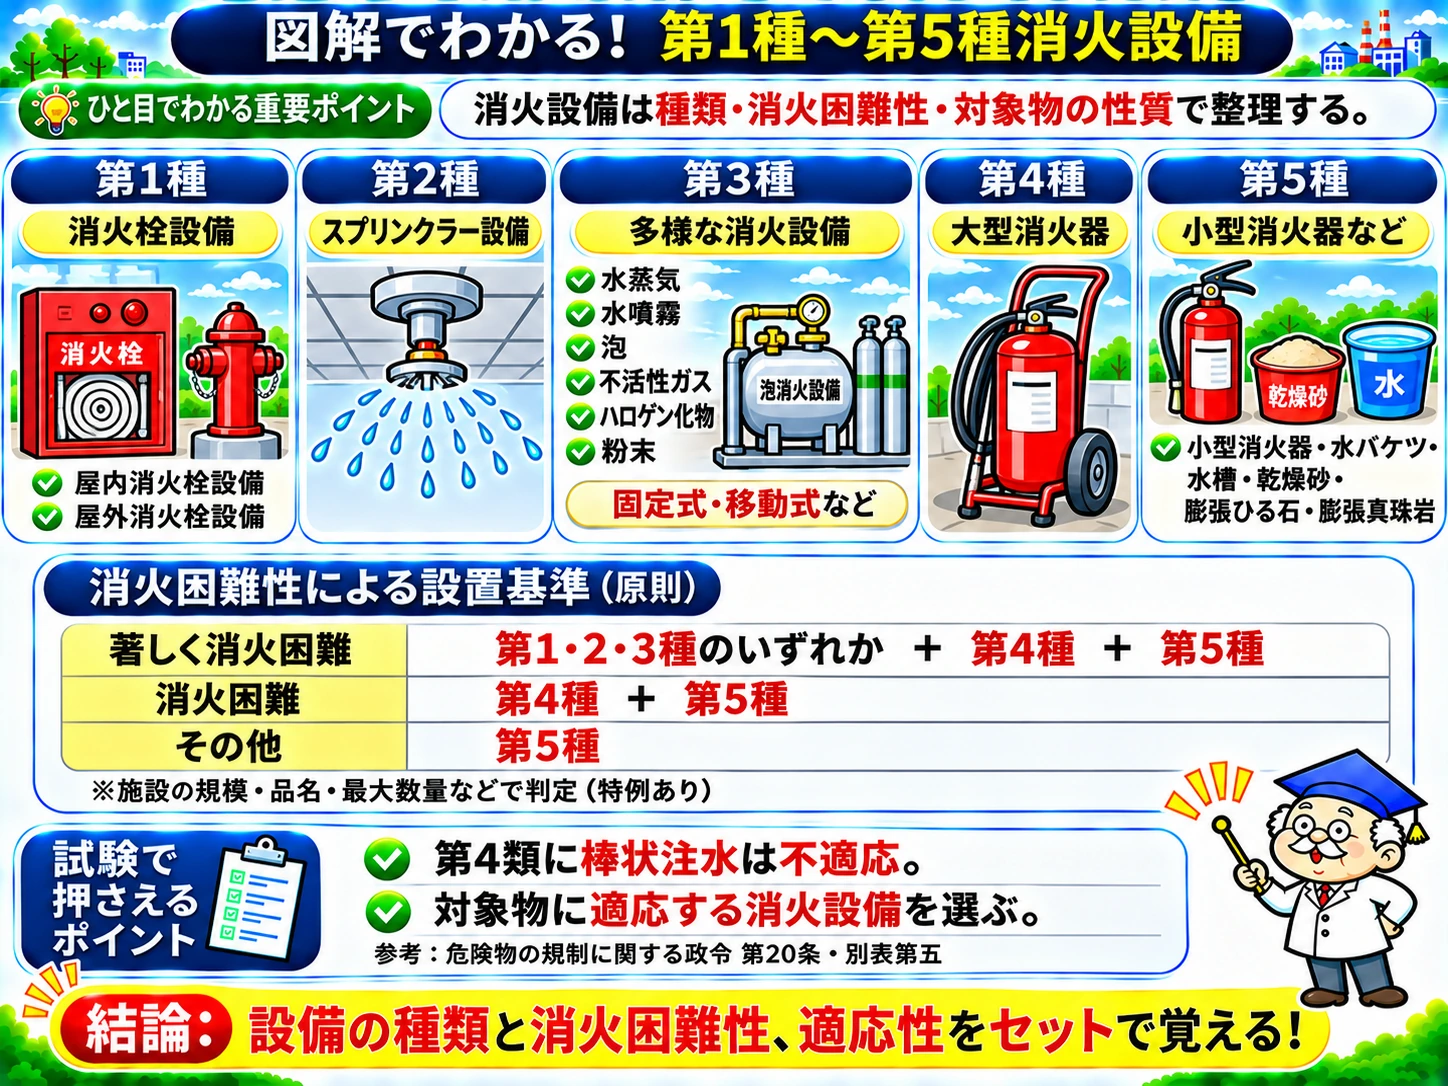 図解でわかる! 第1種～第5種消火設備
ひと目でわかる重要ポイント
消火設備は種類・消火困難性・対象物の性質で整理する。
第1種
消火栓設備
消火栓
屋内消火栓設備
屋外消火栓設備
第2種
スプリンクラー設備
第3種
多様な消火設備
水蒸気
水噴霧
泡
不活性ガス
ハロゲン化物
粉末
泡消火設備
固定式・移動式など
第4種
大型消火器
第5種
小型消火器など
乾燥砂
水
小型消火器・水バケツ・
水槽・乾燥砂・
膨張ひる石・膨張真珠岩
消火困難性による設置基準（原則）
著しく消火困難 第1・2・3種のいずれか ＋ 第4種 ＋ 第5種
消火困難 第4種 ＋ 第5種
その他 第5種
※施設の規模・品名・最大数量などで判定（特例あり）
試験で
押さえる
ポイント
第4類に棒状注水は不適応。
対象物に適応する消火設備を選ぶ。
参考：危険物の規制に関する政令 第20条・別表第五
結論: 設備の種類と消火困難性、適応性をセットで覚える!